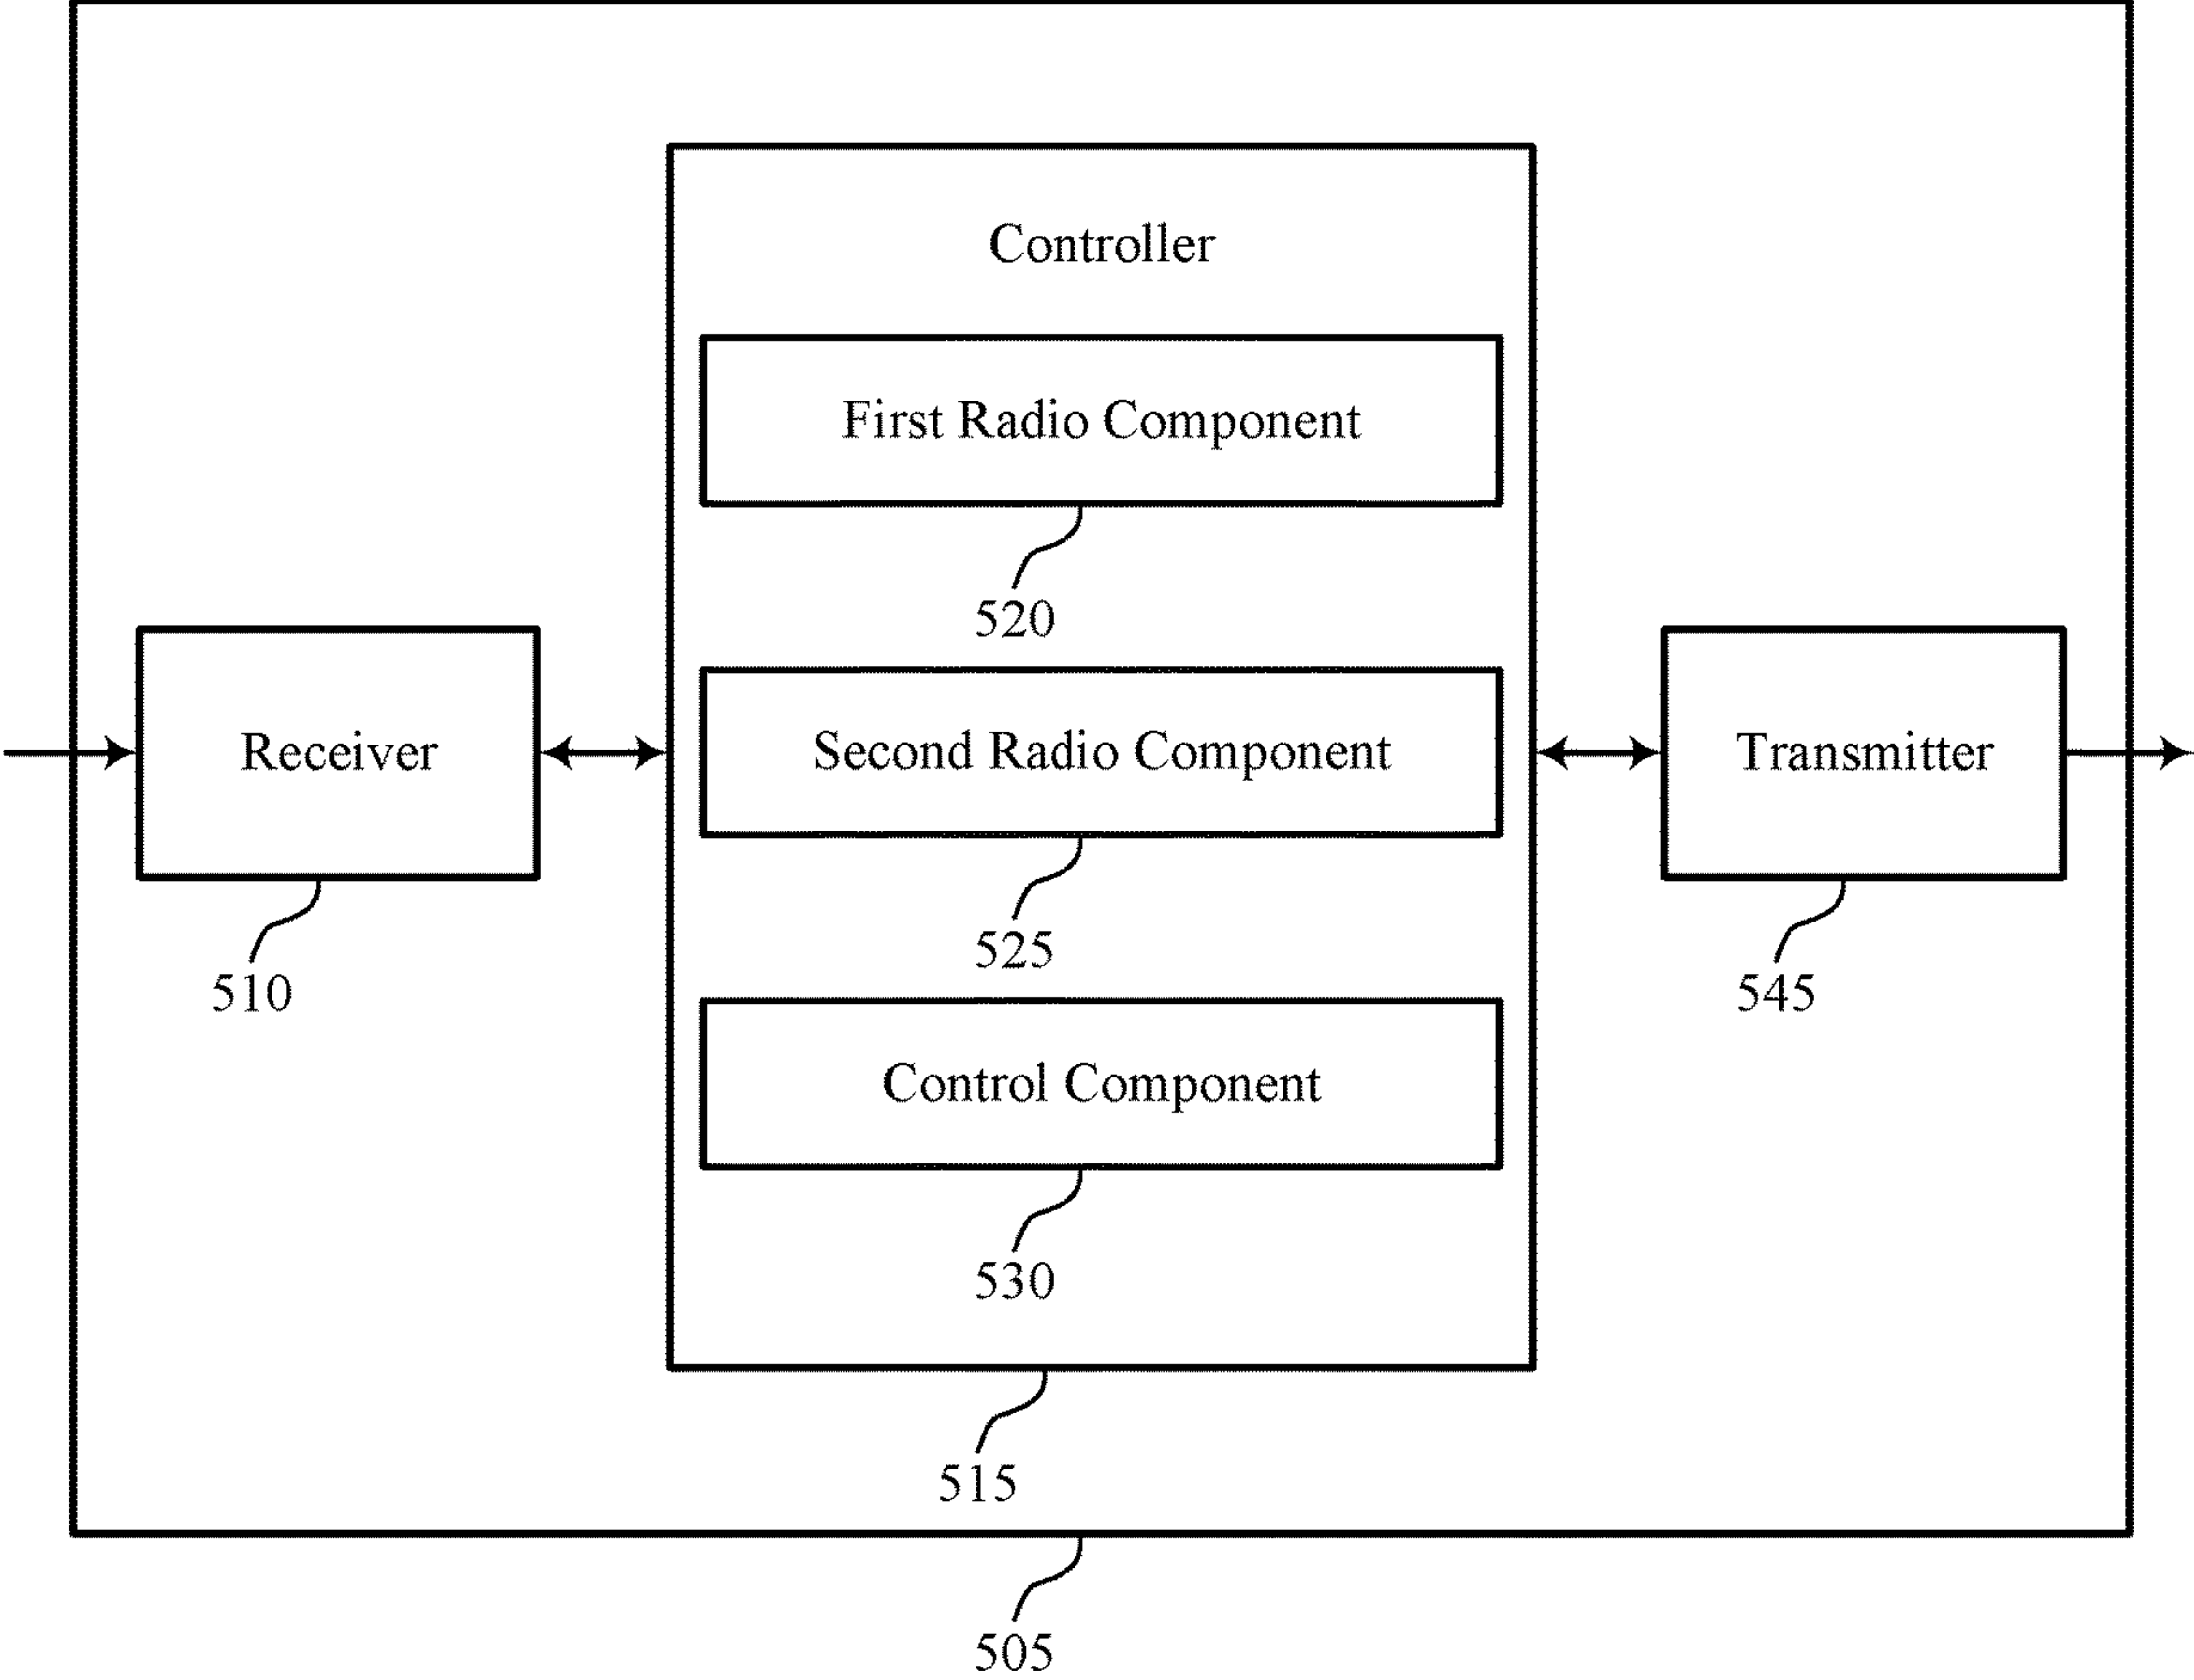 Controller
First Radio Component
520
Receiver
Second Radio Component
Transmitter
510
525
545
Control Component
530
515
505